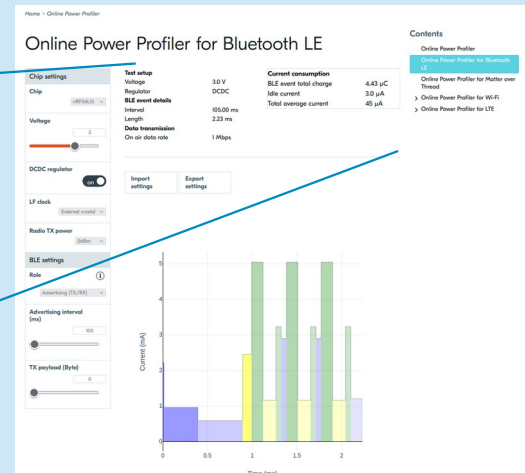 Home > Online Power Profiler
Online Power Profiler for Bluetooth LE
Chip settings
Chip
nRF54L15
Voltage
3
DCDC regulator
on
LF clock
External crystal
Radio TX power
0dBm
BLE settings
Role
i
Advertising (TX/RX)
Advertising interval
(ms)
100
TX payload (Byte)
0
Test setup
Voltage 3.0 V
Regulator DCDC
BLE event details
Interval 105.00 ms
Length 2.23 ms
Data transmission
On air data rate 1 Mbps
Current consumption
BLE event total charge 4.43 μC
Idle current 3.0 μA
Total average current 45 μA
Import
settings
Export
settings
Current (mA)
5
4
3
2
1
0
0 0.5 1 1.5 2
Time (ms)
Contents
Online Power Profiler
Online Power Profiler for Bluetooth
LE
Online Power Profiler for Matter over
Thread
> Online Power Profiler for Wi-Fi
> Online Power Profiler for LTE